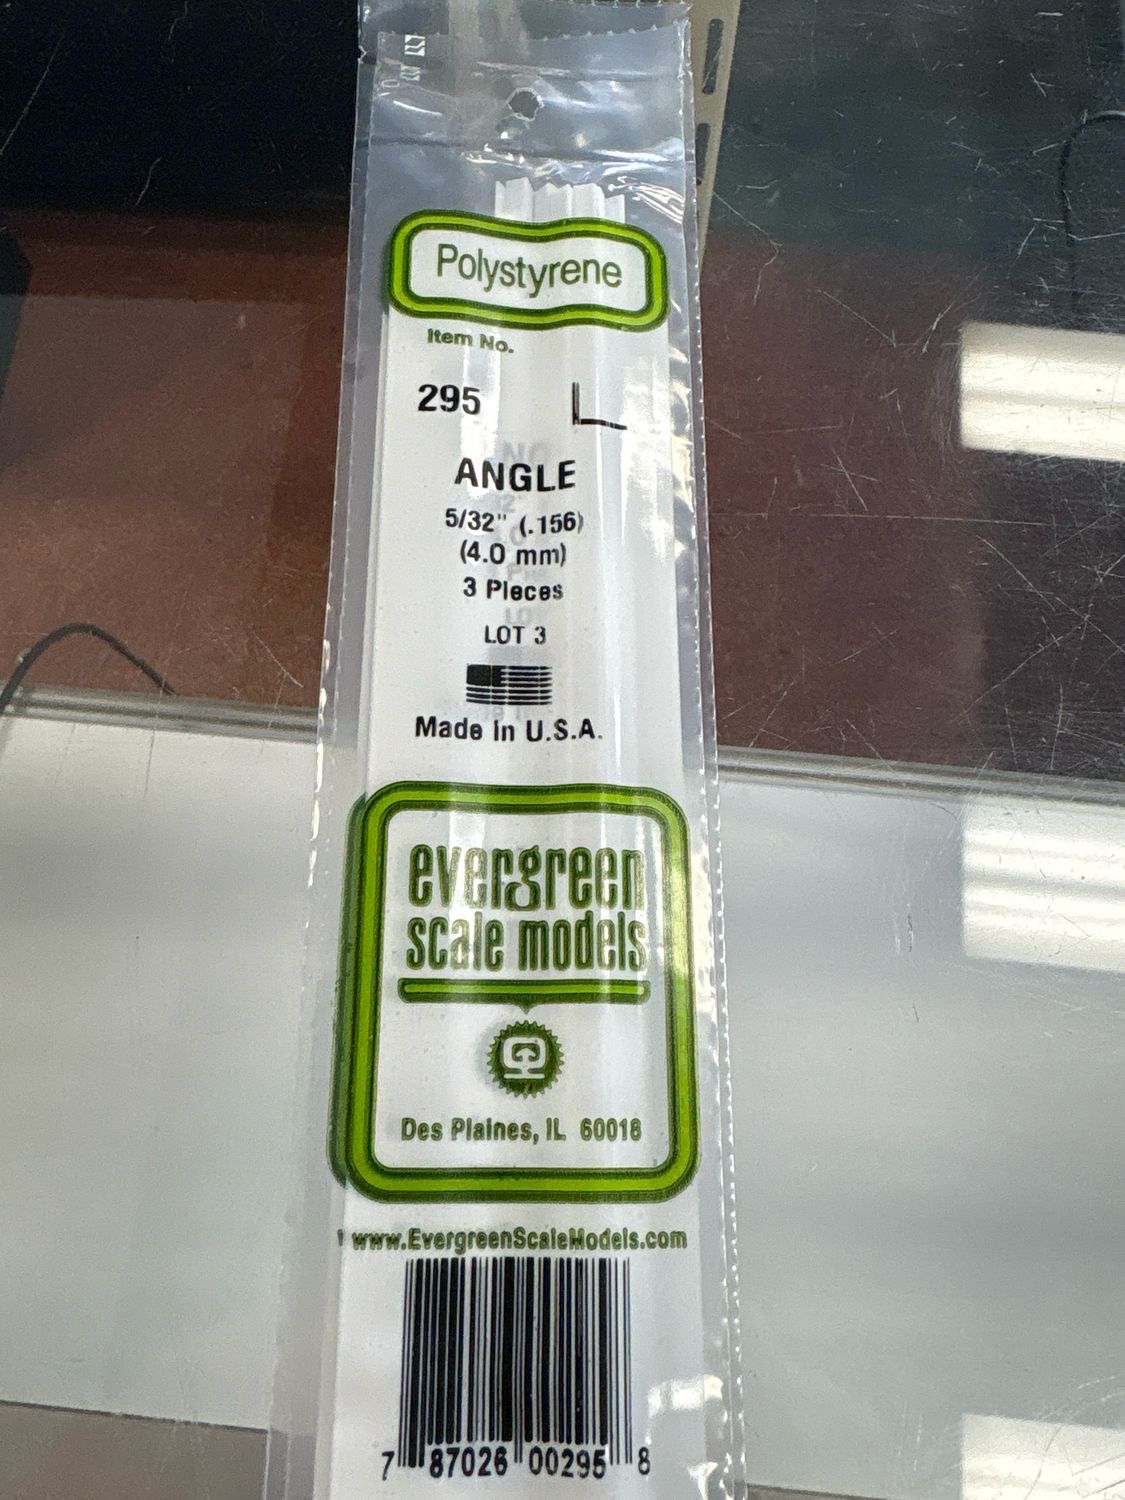 Polystyrene
Item No.
295
ANGLE
5/32" (.156)
(4.0 mm)
3 Pieces
LOT 3
Made in U.S.A.
evergreen
scale models
Des Plaines, IL 60018
www.EvergreenScaleModels.com
7 87026 00295 8